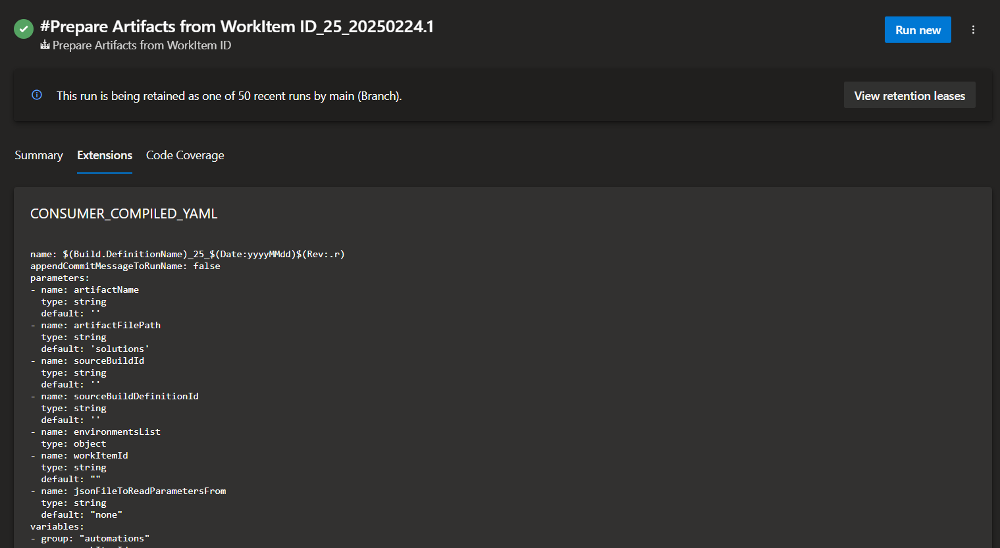 #Prepare Artifacts from WorkItem ID_25_20250224.1
Prepare Artifacts from WorkItem ID
Run new
This run is being retained as one of 50 recent runs by main (Branch).
View retention leases
Summary
Extensions
Code Coverage
CONSUMER_COMPILED_YAML
name: $(Build.DefinitionName)_25_$(Date:yyyyMMdd)$(Rev:.r)
appendCommitMessageToRunName: false
parameters:
- name: artifactName
  type: string
  default: ''
- name: artifactFilePath
  type: string
  default: 'solutions'
- name: sourceBuildId
  type: string
  default: ''
- name: sourceBuildDefinitionId
  type: string
  default: ''
- name: environmentsList
  type: object
- name: workItemId
  type: string
  default: ""
- name: jsonFileToReadParametersFrom
  type: string
  default: "none"
variables:
- group: "automations"